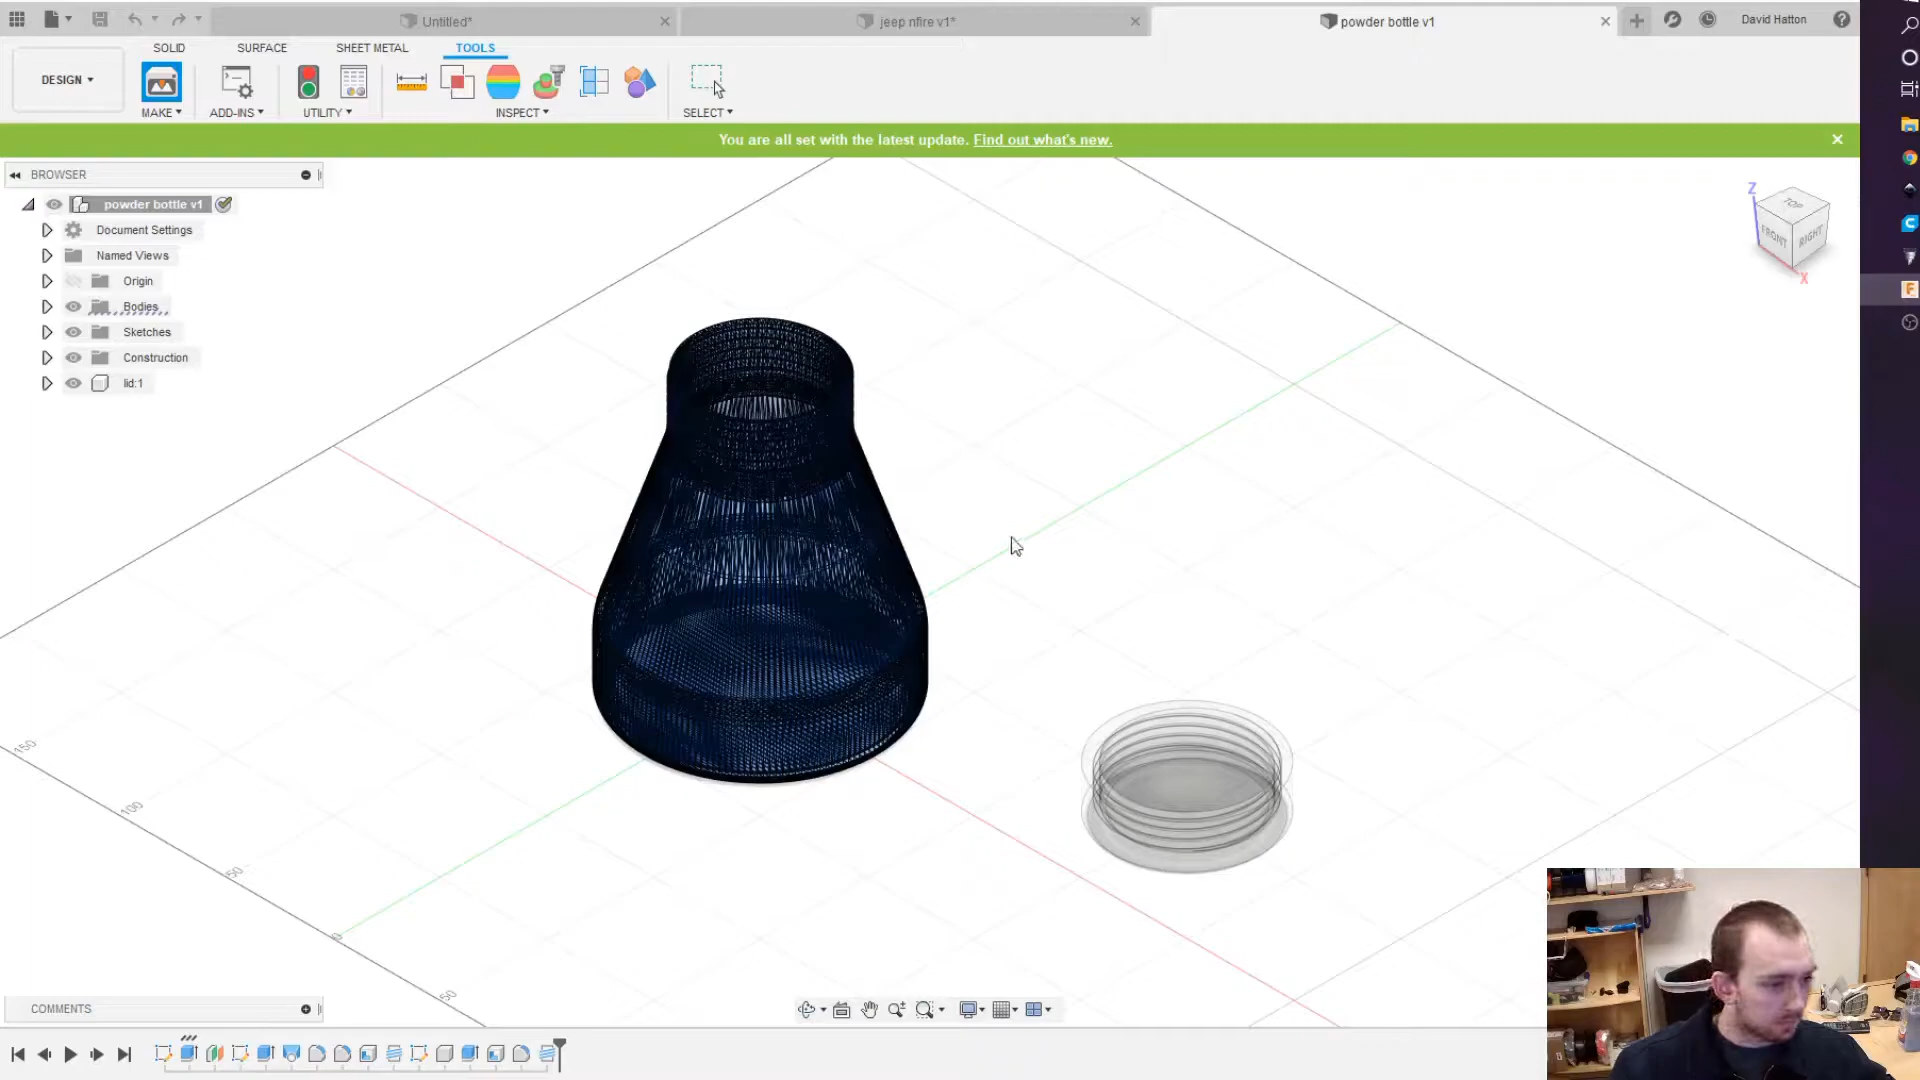 Untitled*
jeep nfire v1*
powder bottle v1
David Hatton
DESIGN
SOLID
SURFACE
SHEET METAL
TOOLS
MAKE
ADD-INS
UTILITY
INSPECT
SELECT
You are all set with the latest update. Find out what's new.
BROWSER
powder bottle v1
Document Settings
Named Views
Origin
Bodies
Sketches
Construction
lid:1
Z
TOP
FRONT
RIGHT
X
150
100
50
50
COMMENTS